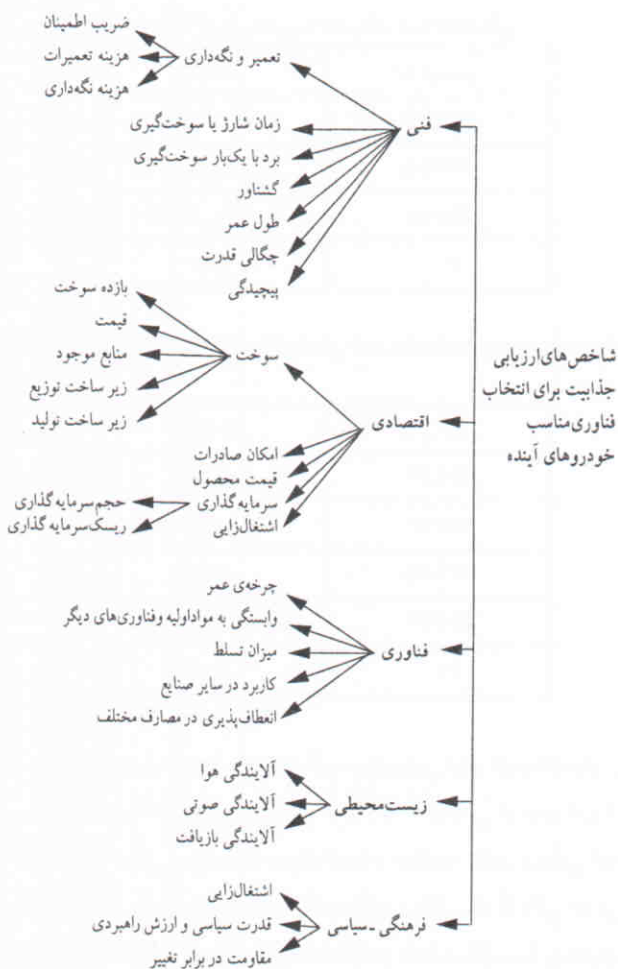 شاخص‌های ارزیابی
جذابیت برای انتخاب
فناوری مناسب
خودروهای آینده
فنی
تعمیر و نگه‌داری
ضریب اطمینان
هزینه تعمیرات
هزینه نگه‌داری
زمان شارژ یا سوخت‌گیری
برد با یک‌بار سوخت‌گیری
گشتاور
طول عمر
چگالی قدرت
پیچیدگی
اقتصادی
سوخت
بازده سوخت
قیمت
منابع موجود
زیر ساخت توزیع
زیر ساخت تولید
امکان صادرات
قیمت محصول
سرمایه گذاری
حجم سرمایه گذاری
ریسک سرمایه گذاری
اشتغال‌زایی
فناوری
چرخه‌ی عمر
وابستگی به مواد اولیه و فناوری‌های دیگر
میزان تسلط
کاربرد در سایر صنایع
انعطاف‌پذیری در مصارف مختلف
زیست‌محیطی
آلایندگی هوا
آلایندگی صوتی
آلایندگی بازیافت
فرهنگی - سیاسی
اشتغال‌زایی
قدرت سیاسی و ارزش راهبردی
مقاومت در برابر تغییر